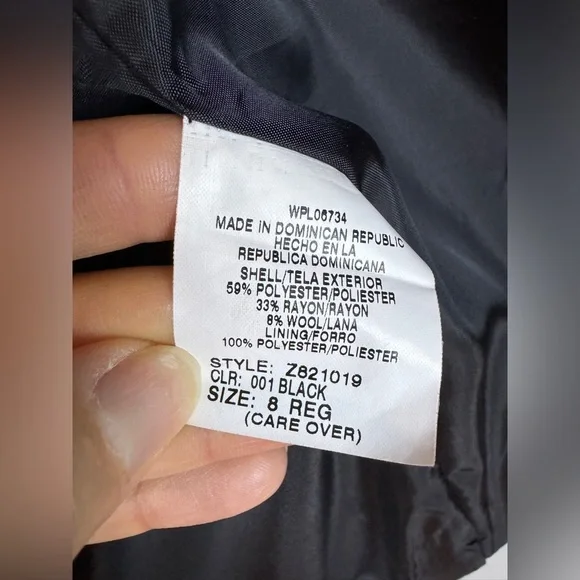 WPL06734
MADE IN DOMINICAN REPUBLIC
HECHO EN LA
REPUBLICA DOMINICANA
SHELL/TELA EXTERIOR
59% POLYESTER/POLIESTER
33% RAYON/RAYON
8% WOOL/LANA
LINING/FORRO
100% POLYESTER/POLIESTER
STYLE: Z821019
CLR: 001 BLACK
SIZE: 8 REG
(CARE OVER)